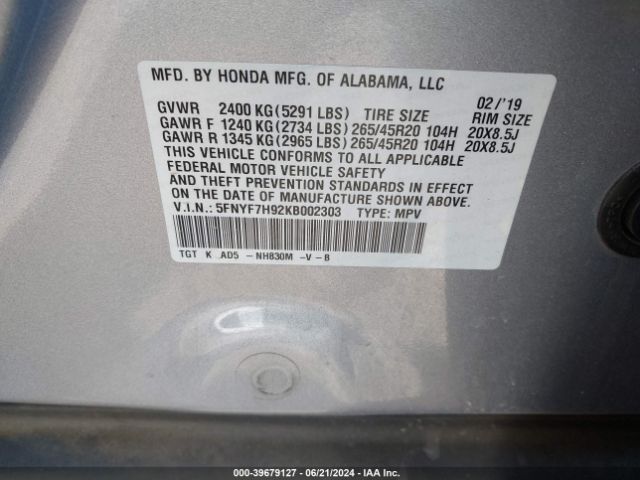 MFD. BY HONDA MFG. OF ALABAMA, LLC
02/'19
GVWR 2400 KG(5291 LBS) TIRE SIZE RIM SIZE
GAWR F 1240 KG(2734 LBS)265/45R20 104H 20X8.5J
GAWR R 1345 KG(2965 LBS)265/45R20 104H 20X8.5J
THIS VEHICLE CONFORMS TO ALL APPLICABLE
FEDERAL MOTOR VEHICLE SAFETY
AND THEFT PREVENTION STANDARDS IN EFFECT
ON THE DATE OF MANUFACTURE SHOWN ABOVE.
V.I.N.: 5FNYF7H92KB002303 TYPE: MPV
TGT K AD5 -NH830M -V-B
000-39679127 - 06/21/2024 - IAA Inc.